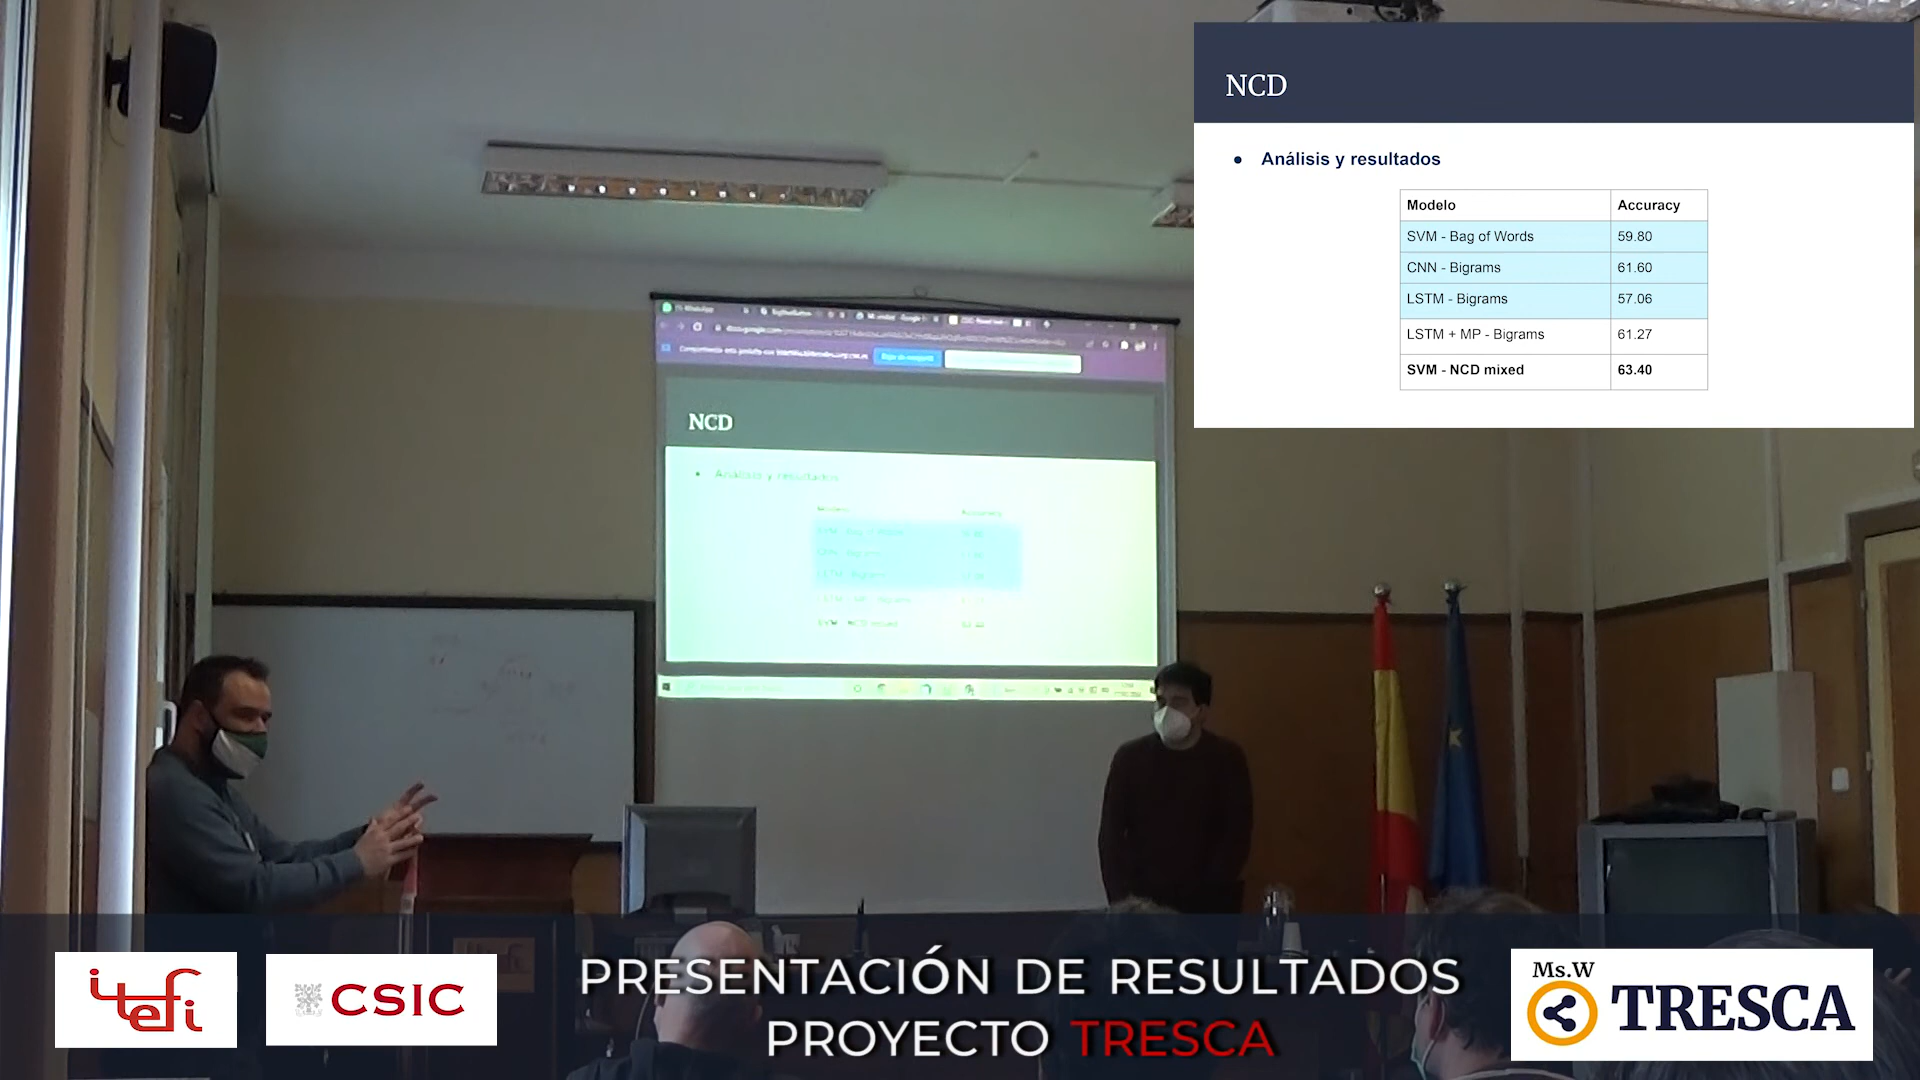 NCD
• Análisis y resultados
Modelo Accuracy
SVM - Bag of Words 59.80
CNN - Bigrams 61.60
LSTM - Bigrams 57.06
LSTM + MP - Bigrams 61.27
SVM - NCD mixed 63.40
NCD
• Análisis y resultados
itefi
CSIC
PRESENTACIÓN DE RESULTADOS
PROYECTO TRESCA
Ms.W
TRESCA